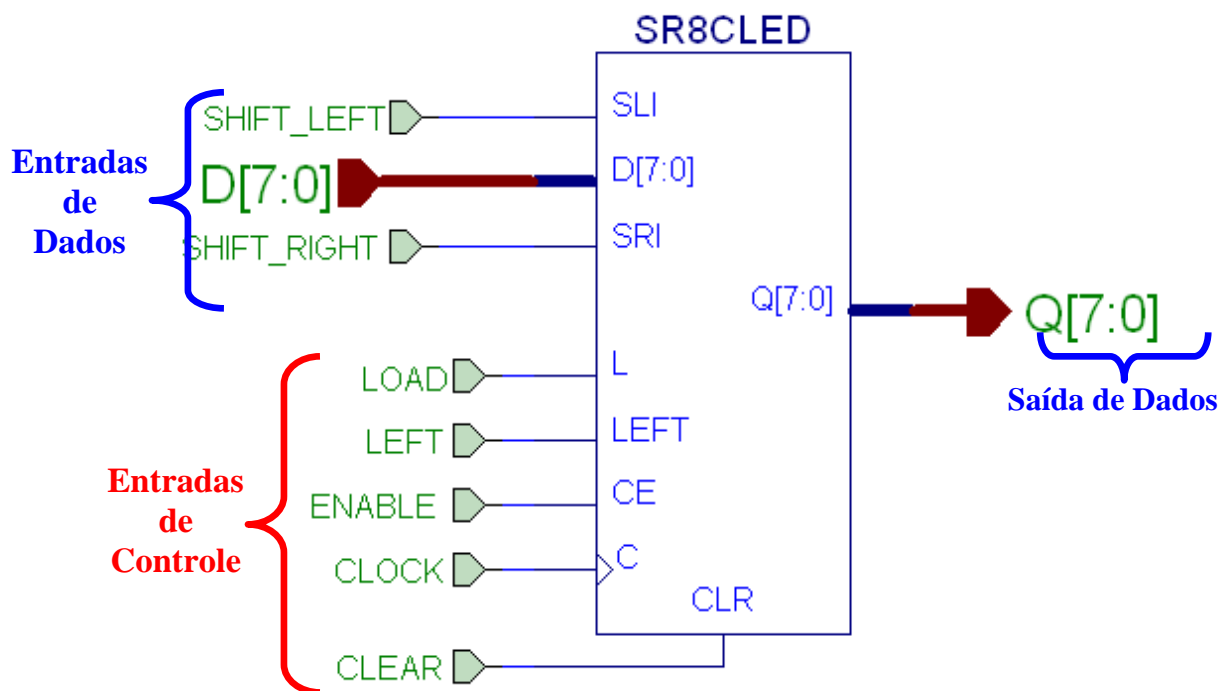 SR8CLED
Entradas
de
Dados
SHIFT_LEFT
SLI
D[7:0]
D[7:0]
SHIFT_RIGHT
SRI
Q[7:0]
Q[7:0]
Saída de Dados
Entradas
de
Controle
LOAD
L
LEFT
LEFT
ENABLE
CE
CLOCK
C
CLR
CLEAR